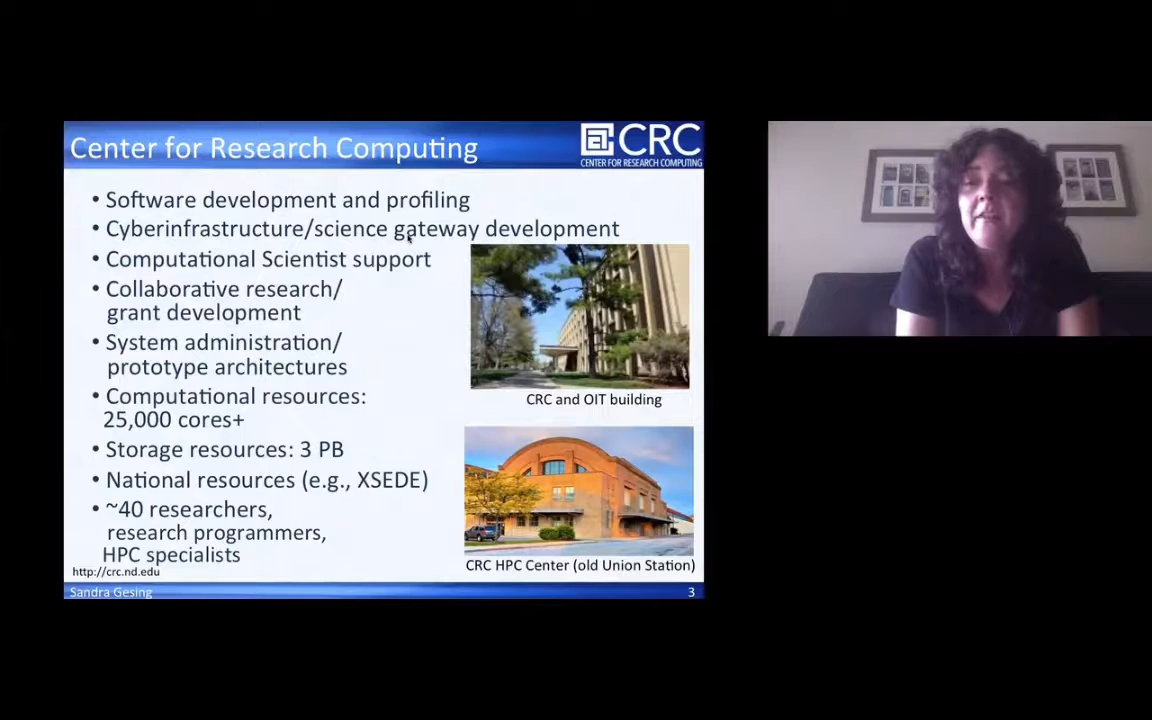 Center for Research Computing
CRC
CENTER FOR RESEARCH COMPUTING
• Software development and profiling
• Cyberinfrastructure/science gateway development
• Computational Scientist support
• Collaborative research/
grant development
• System administration/
prototype architectures
• Computational resources:
25,000 cores+
• Storage resources: 3 PB
• National resources (e.g., XSEDE)
• ~40 researchers,
research programmers,
HPC specialists
CRC and OIT building
CRC HPC Center (old Union Station)
http://crc.nd.edu
Sandra Gesing
3